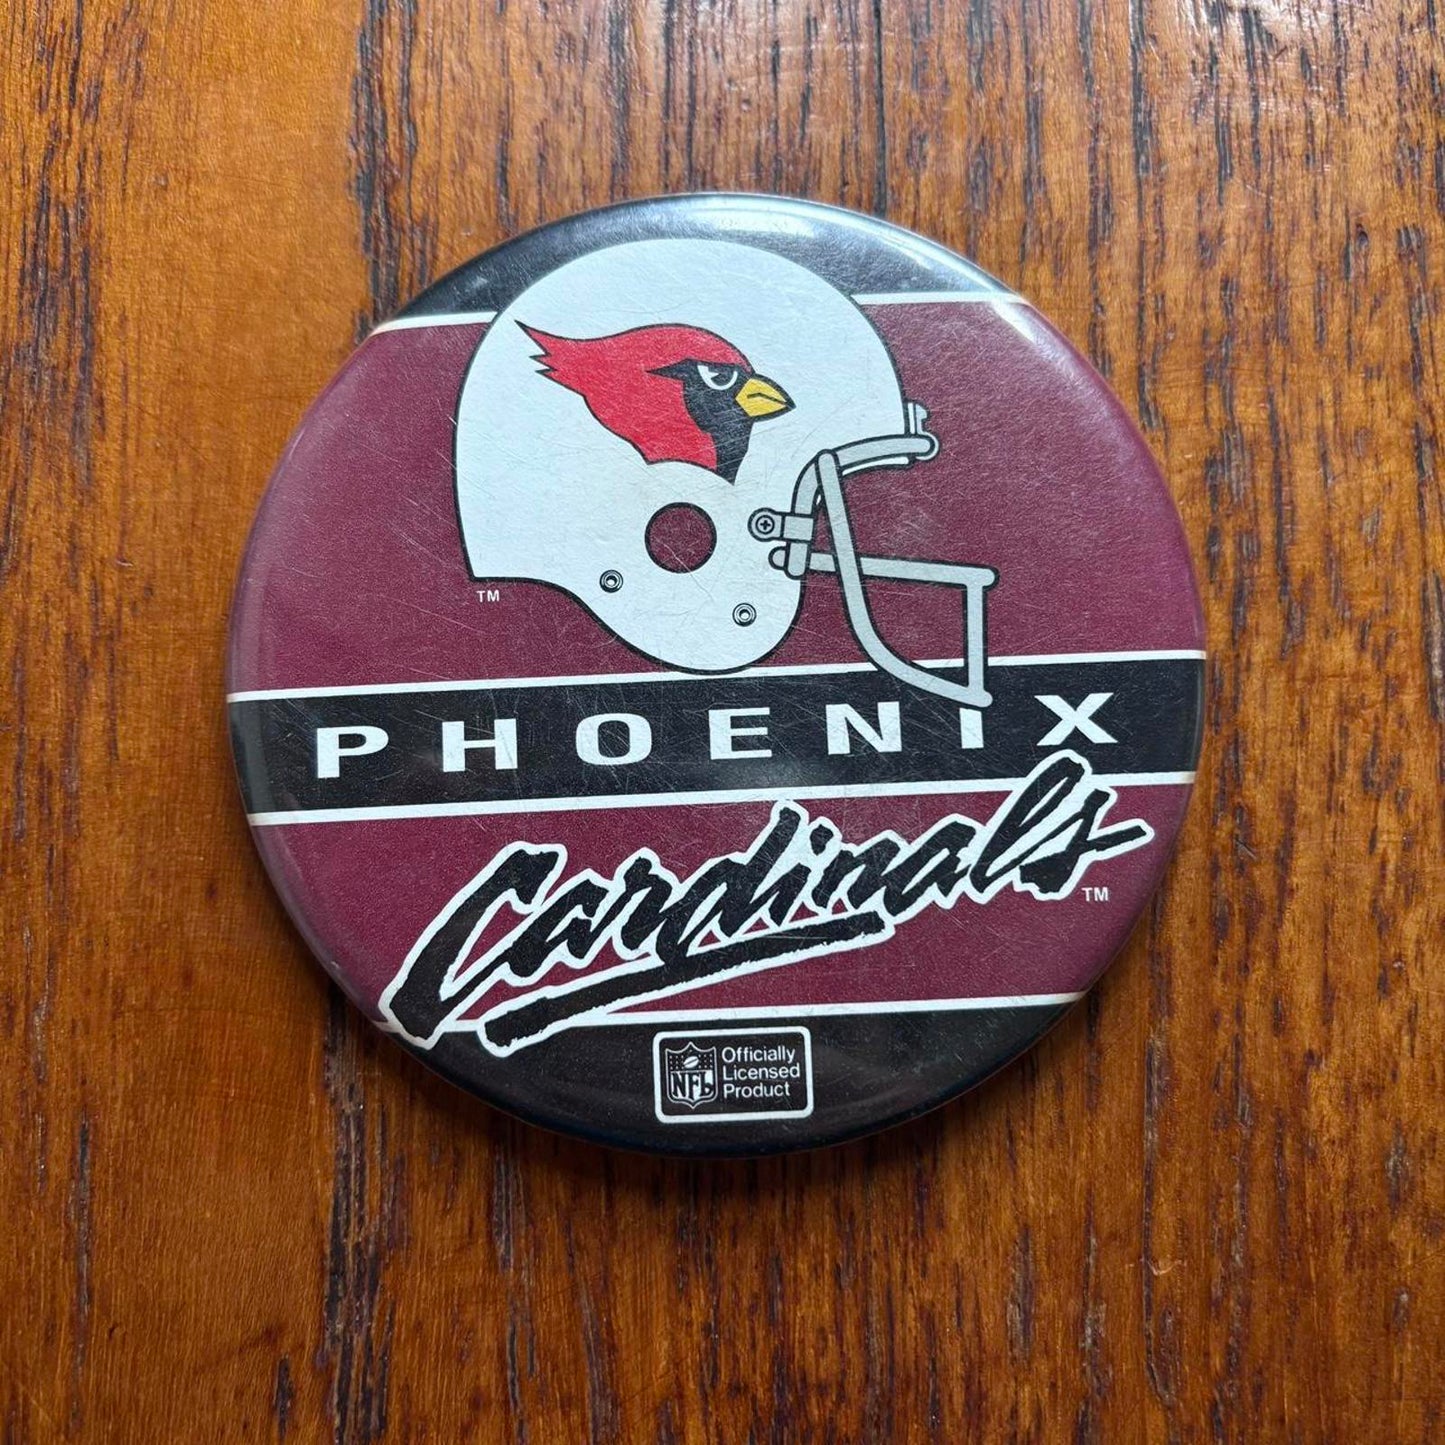 TM
PHOENIX
Cardinals
TM
NFL
Officially
Licensed
Product